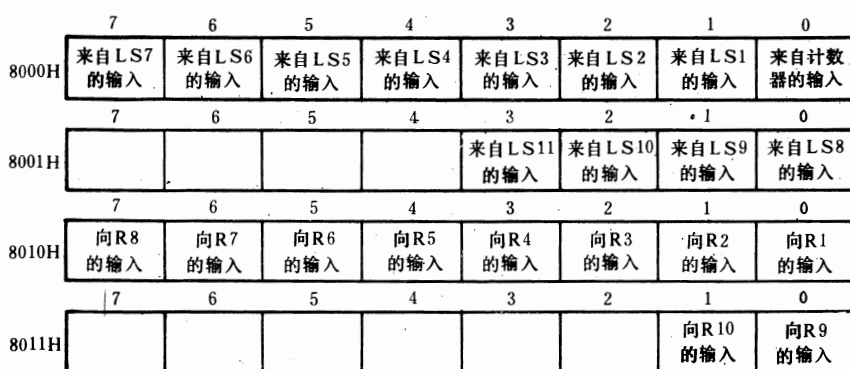 7 6 5 4 3 2 1 0
8000H 来自LS7的输入 来自LS6的输入 来自LS5的输入 来自LS4的输入 来自LS3的输入 来自LS2的输入 来自LS1的输入 来自计数器的输入
7 6 5 4 3 2 1 0
8001H 来自LS11的输入 来自LS10的输入 来自LS9的输入 来自LS8的输入
7 6 5 4 3 2 1 0
8010H 向R8的输入 向R7的输入 向R6的输入 向R5的输入 向R4的输入 向R3的输入 向R2的输入 向R1的输入
7 6 5 4 3 2 1 0
8011H 向R10的输入 向R9的输入